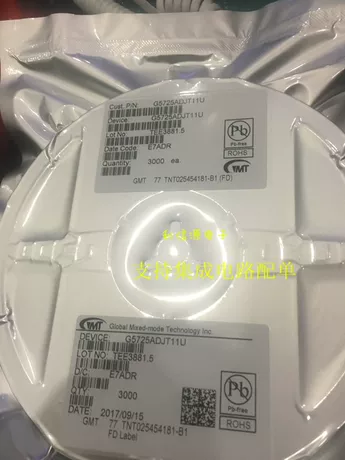 Cust. P/N: G5725ADJT11U
Device: G5725ADJT11U
Lot No: TEE3881.5
Date Code: E7ADR
Quantity: 3000 ea
GMT 77 TNT025454181-B1 (FD)
Pb
Pb-free
ROHS
支持集成电路配单
GMT Global Mixed-mode Technology Inc.
DEVICE: G5725ADJT11U
LOT NO: TEE3881.5
D/C: E7ADR
QTY: 3000
DATE: 2017/09/15
GMT 77 TNT025454181-B1
FD Label
Pb
Pb-free
ROHS